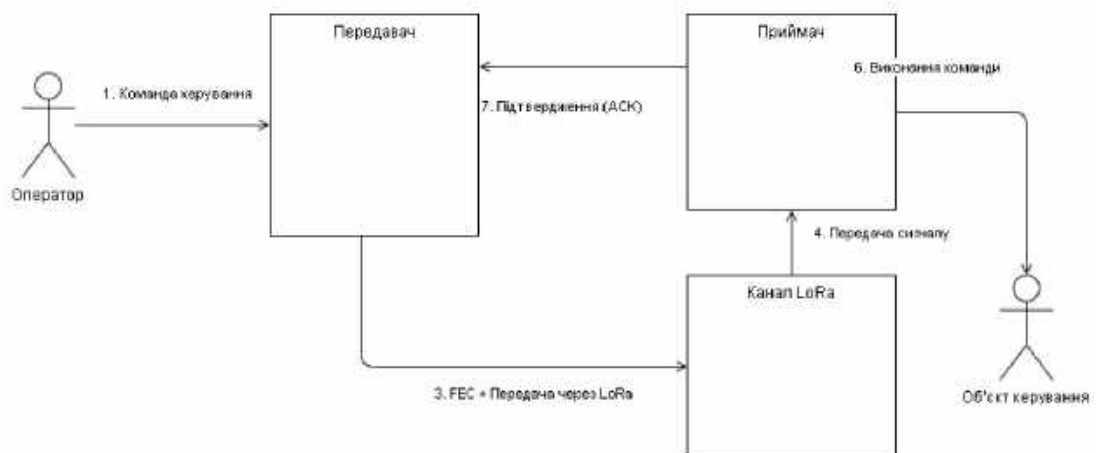 Передавач
Приймач
6. Виконання команди
1. Команда керування
7. Підтвердження (АСК)
Оператор
4. Передача сигналу
Канал LoRa
3. FEC + Передача через LoRa
Об'єкт керування